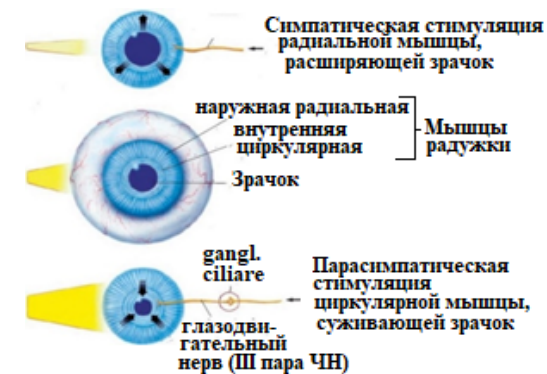 Симпатическая стимуляция
радиальной мышцы,
расширяющей зрачок
наружная радиальная
внутренняя
циркулярная
Мышцы
радужки
Зрачок
gangl.
ciliare
Парасимпатическая
стимуляция
циркулярной мышцы,
суживающей зрачок
глазодви-
гательный
нерв (III пара ЧН)